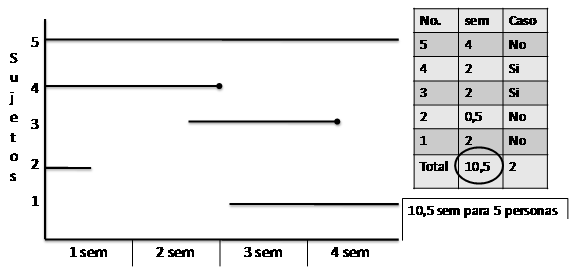 Sujetos
5
4
3
2
1
1 sem 2 sem 3 sem 4 sem
No. sem Caso
5 4 No
4 2 Si
3 2 Si
2 0,5 No
1 2 No
Total 10,5 2
10,5 sem para 5 personas